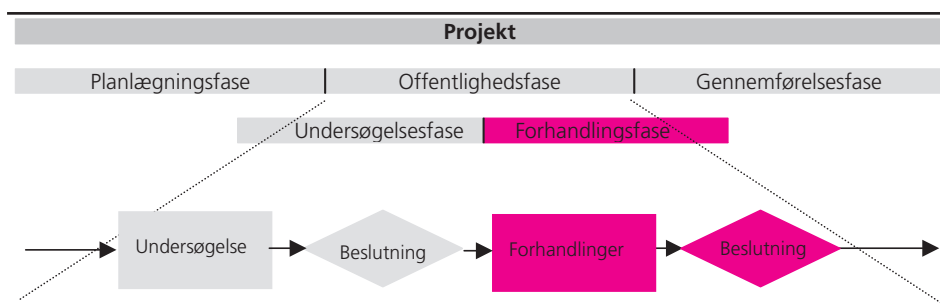 Projekt
Planlægningsfase Offentlighedsfase Gennemførelsesfase
Undersøgelsesfase Forhandlingsfase
Undersøgelse Beslutning Forhandlinger Beslutning